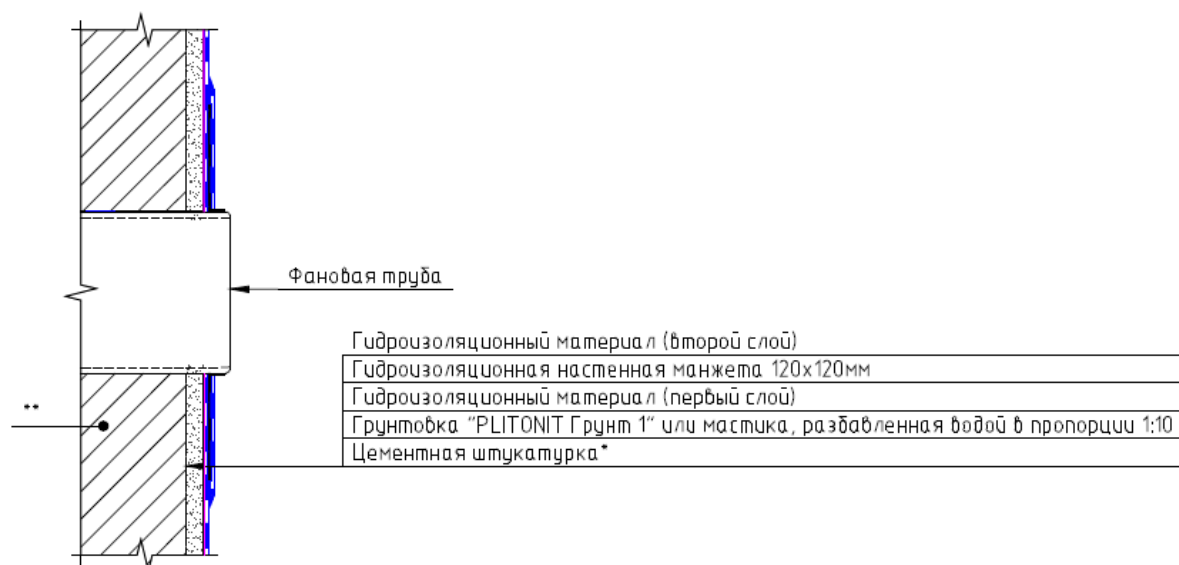 Фановая труба
Гидроизоляционный материал (второй слой)
Гидроизоляционная настенная манжета 120х120мм
Гидроизоляционный материал (первый слой)
Грунтовка "PLITONIT Грунт 1" или мастика, разбавленная водой в пропорции 1:10
Цементная штукатурка*
**